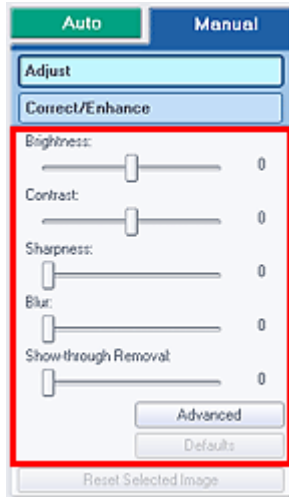 Auto Manual
Adjust
Correct/Enhance
Brightness:
0
Contrast:
0
Sharpness:
0
Blur:
0
Show-through Removal:
0
Advanced
Defaults
Reset Selected Image